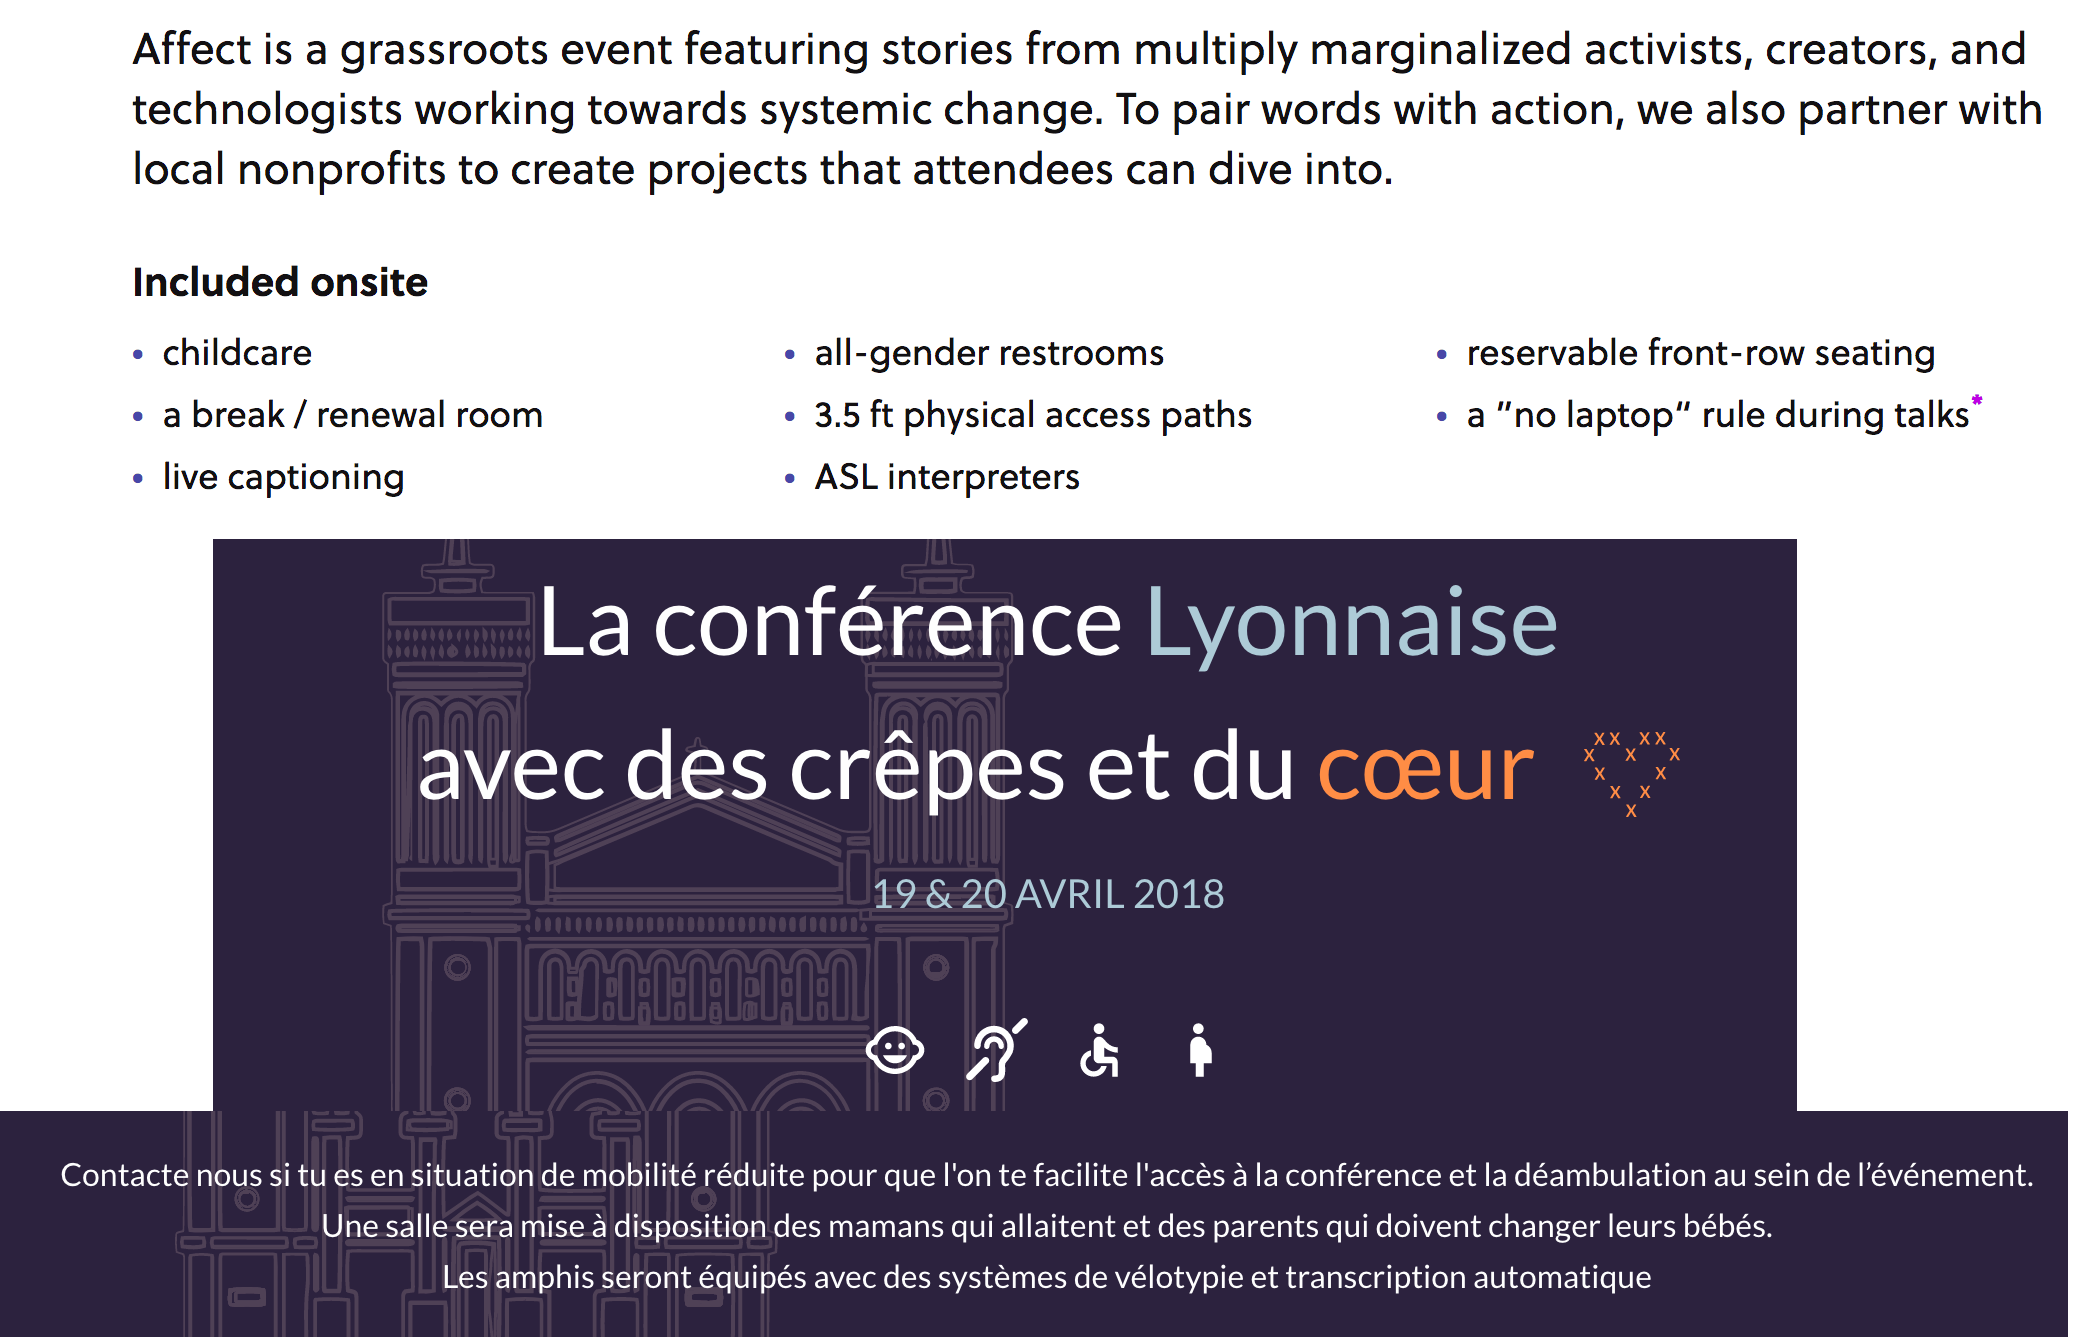 Affect is a grassroots event featuring stories from multiply marginalized activists, creators, and
technologists working towards systemic change. To pair words with action, we also partner with
local nonprofits to create projects that attendees can dive into.
Included onsite
• childcare
• a break / renewal room
• live captioning
• all-gender restrooms
• 3.5 ft physical access paths
• ASL interpreters
• reservable front-row seating
• a "no laptop" rule during talks*
La conférence Lyonnaise
avec des crêpes et du cœur
19 & 20 AVRIL 2018
Contacte nous si tu es en situation de mobilité réduite pour que l'on te facilite l'accès à la conférence et la déambulation au sein de l’événement.
Une salle sera mise à disposition des mamans qui allaitent et des parents qui doivent changer leurs bébés.
Les amphis seront équipés avec des systèmes de vélotypie et transcription automatique